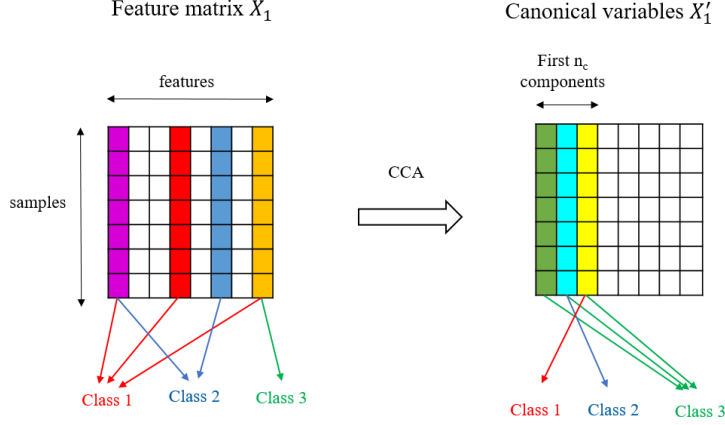 Feature matrix X₁
Canonical variables X₁′
First n_c
components
features
samples
CCA
Class 1
Class 2
Class 3
Class 1
Class 2
Class 3